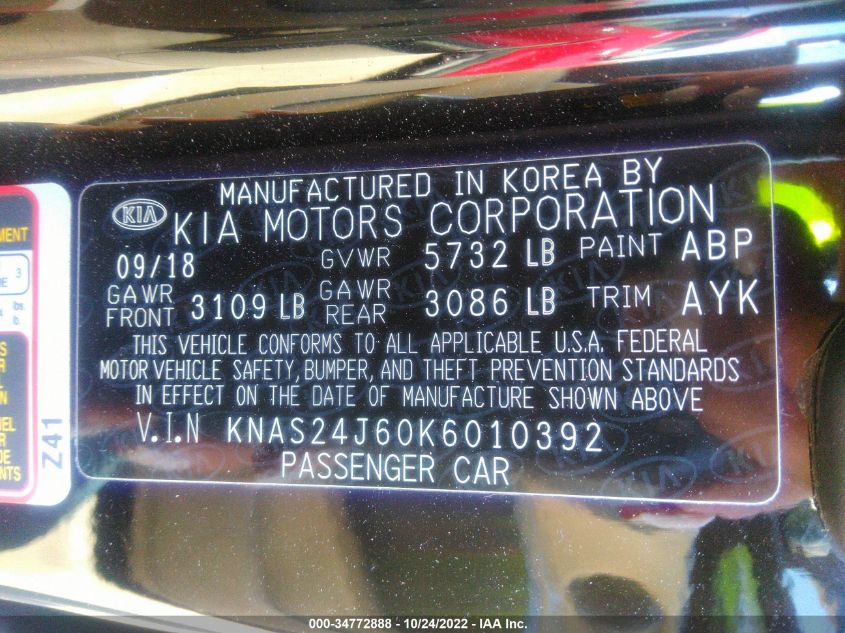 MANUFACTURED IN KOREA BY
KIA KIA MOTORS CORPORATION
09/18 GVWR 5732 LB PAINT ABP
GAWR FRONT 3109 LB GAWR REAR 3086 LB TRIM AYK
THIS VEHICLE CONFORMS TO ALL APPLICABLE U.S.A. FEDERAL
MOTOR VEHICLE SAFETY, BUMPER, AND THEFT PREVENTION STANDARDS
IN EFFECT ON THE DATE OF MANUFACTURE SHOWN ABOVE
V.I.N KNAS24J60K6010392
PASSENGER CAR
Z41
000-34772888 - 10/24/2022 - IAA Inc.